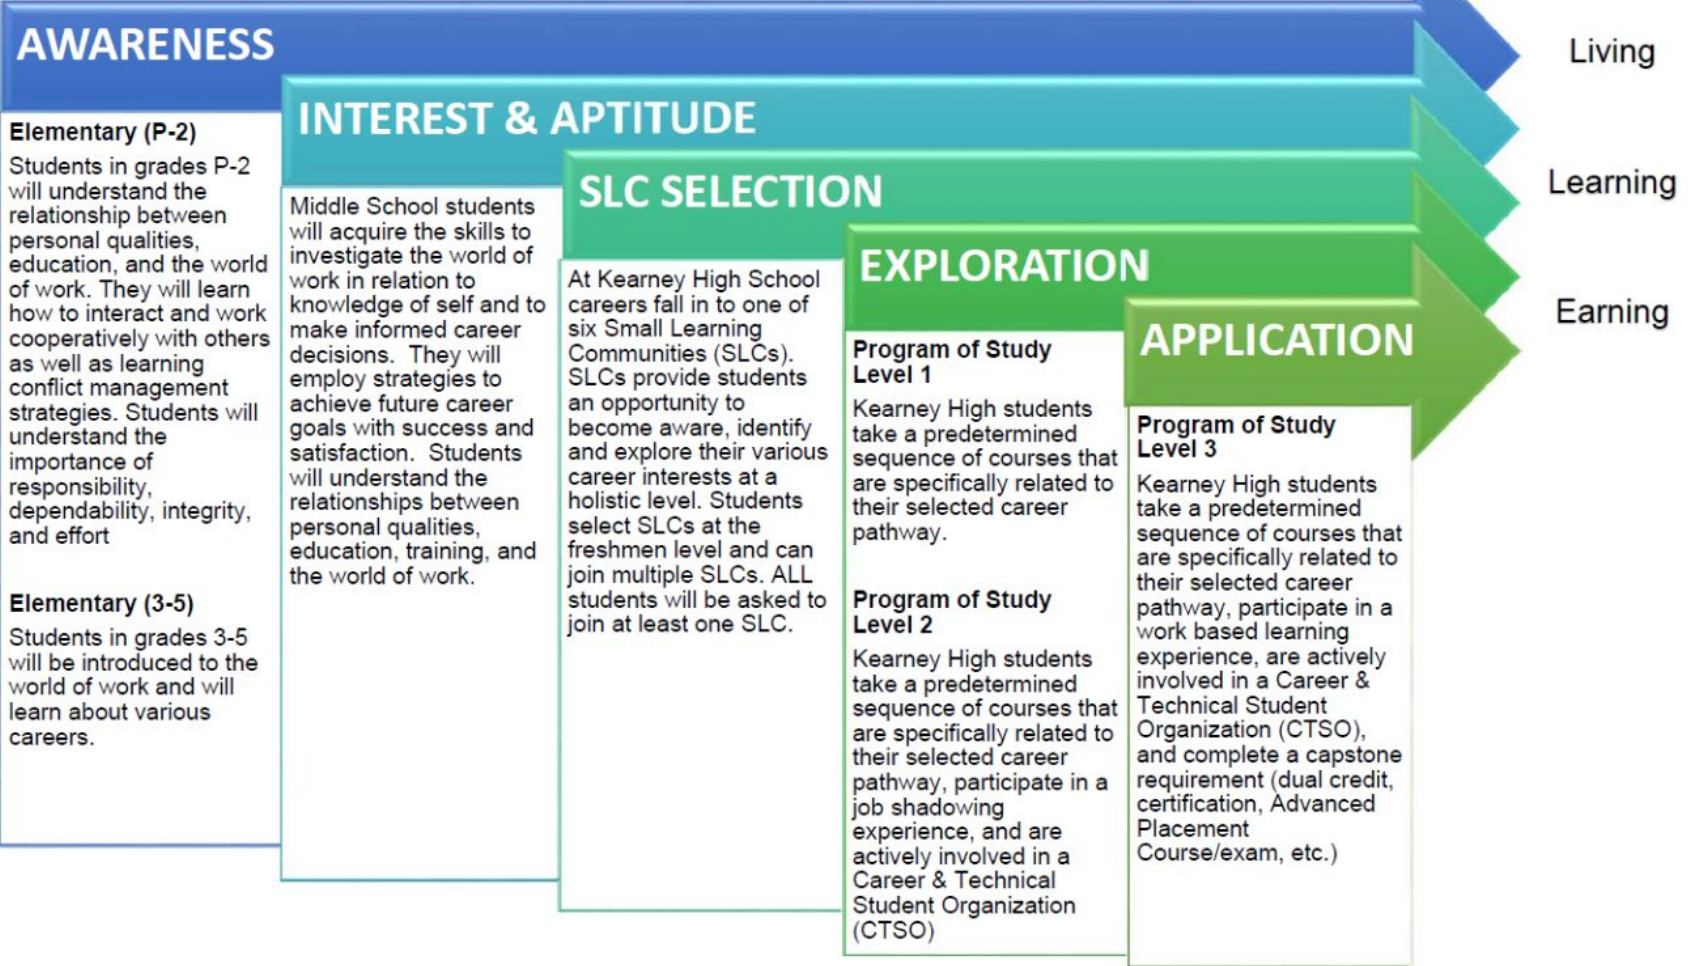 AWARENESS
Elementary (P-2)
Students in grades P-2
will understand the
relationship between
personal qualities,
education, and the world
of work. They will learn
how to interact and work
cooperatively with others
as well as learning
conflict management
strategies. Students will
understand the
importance of
responsibility,
dependability, integrity,
and effort
Elementary (3-5)
Students in grades 3-5
will be introduced to the
world of work and will
learn about various
careers.
INTEREST & APTITUDE
Middle School students
will acquire the skills to
investigate the world of
work in relation to
knowledge of self and to
make informed career
decisions. They will
employ strategies to
achieve future career
goals with success and
satisfaction. Students
will understand the
relationships between
personal qualities,
education, training, and
the world of work.
SLC SELECTION
At Kearney High School
careers fall in to one of
six Small Learning
Communities (SLCs).
SLCs provide students
an opportunity to
become aware, identify
and explore their various
career interests at a
holistic level. Students
select SLCs at the
freshmen level and can
join multiple SLCs. ALL
students will be asked to
join at least one SLC.
EXPLORATION
Program of Study
Level 1
Kearney High students
take a predetermined
sequence of courses that
are specifically related to
their selected career
pathway.
Program of Study
Level 2
Kearney High students
take a predetermined
sequence of courses that
are specifically related to
their selected career
pathway, participate in a
job shadowing
experience, and are
actively involved in a
Career & Technical
Student Organization
(CTSO)
APPLICATION
Program of Study
Level 3
Kearney High students
take a predetermined
sequence of courses that
are specifically related to
their selected career
pathway, participate in a
work based learning
experience, are actively
involved in a Career &
Technical Student
Organization (CTSO),
and complete a capstone
requirement (dual credit,
certification, Advanced
Placement
Course/exam, etc.)
Living
Learning
Earning